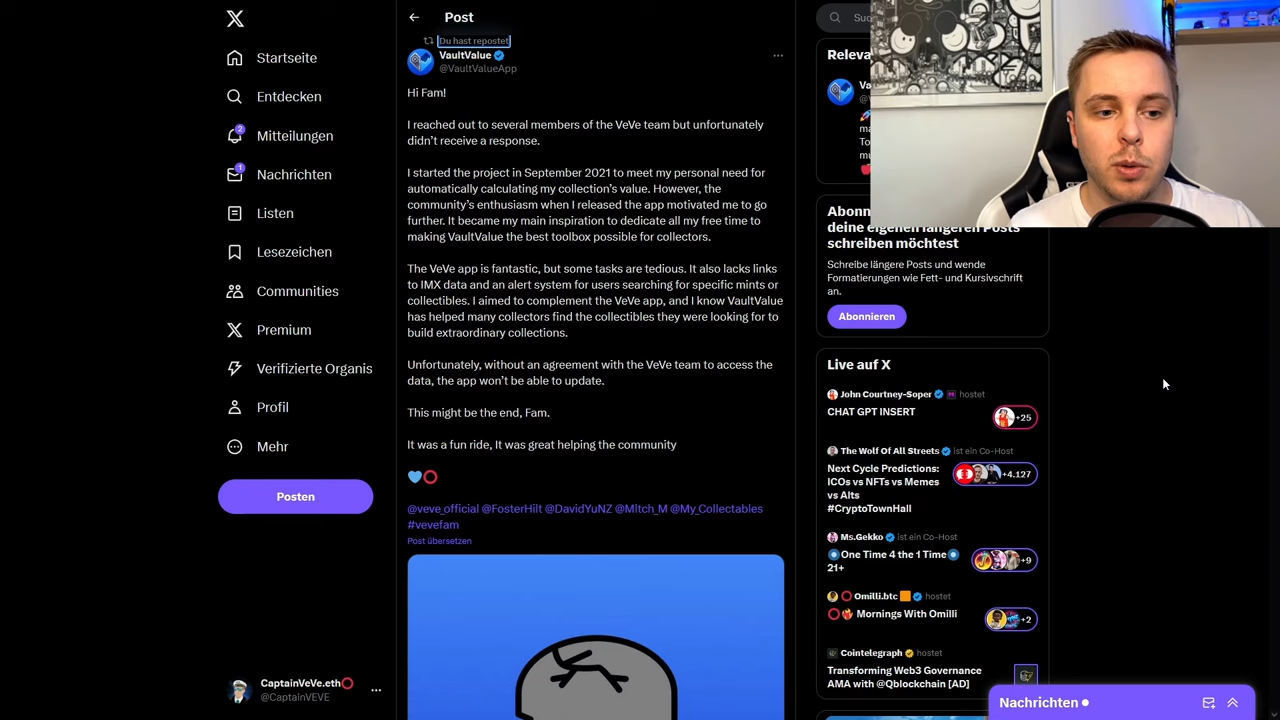 Startseite
Entdecken
2
Mitteilungen
1
Nachrichten
Listen
Lesezeichen
Communities
Premium
Verifizierte Organis
Profil
Mehr
Posten
CaptainVeVe.eth⭕
@CaptainVEVE
Post
Du hast repostet
VaultValue
@VaultValueApp
Hi Fam!
I reached out to several members of the VeVe team but unfortunately
didn't receive a response.
I started the project in September 2021 to meet my personal need for
automatically calculating my collection's value. However, the
community's enthusiasm when I released the app motivated me to go
further. It became my main inspiration to dedicate all my free time to
making VaultValue the best toolbox possible for collectors.
The VeVe app is fantastic, but some tasks are tedious. It also lacks links
to IMX data and an alert system for users searching for specific mints or
collectibles. I aimed to complement the VeVe app, and I know VaultValue
has helped many collectors find the collectibles they were looking for to
build extraordinary collections.
Unfortunately, without an agreement with the VeVe team to access the
data, the app won't be able to update.
This might be the end, Fam.
It was a fun ride, It was great helping the community
🩵⭕
@veve_official @FosterHilt @DavidYuNZ @MItch_M @My_Collectables
#vevefam
Post übersetzen
Suc
Releva
Va
@V
ma
To
mu
Abonn
deine eigenen längeren Posts
schreiben möchtest
Schreibe längere Posts und wende
Formatierungen wie Fett- und Kursivschrift
an.
Abonnieren
Live auf X
John Courtney-Soper hostet
CHAT GPT INSERT
+25
The Wolf Of All Streets ist ein Co-Host
Next Cycle Predictions:
ICOs vs NFTs vs Memes
vs Alts
#CryptoTownHall
+4.127
Ms.Gekko ist ein Co-Host
🔵One Time 4 the 1 Time🔵
21+
+9
⭕ Omilli.btc 🟧 hostet
⭕❤️‍🔥 Mornings With Omilli
+2
Cointelegraph hostet
Transforming Web3 Governance
AMA with @Qblockchain [AD]
Nachrichten